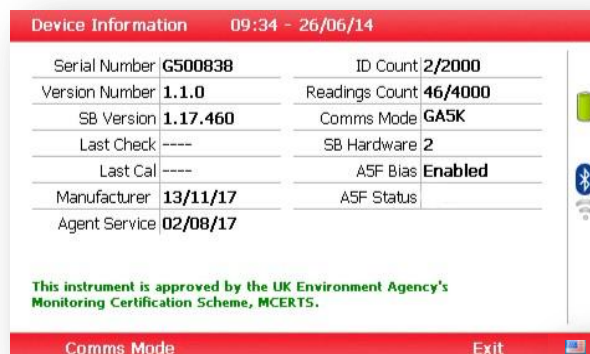 Device Information 09:34 - 26/06/14
Serial Number G500838
Version Number 1.1.0
SB Version 1.17.460
Last Check ----
Last Cal ----
Manufacturer 13/11/17
Agent Service 02/08/17
ID Count 2/2000
Readings Count 46/4000
Comms Mode GA5K
SB Hardware 2
A5F Bias Enabled
A5F Status
This instrument is approved by the UK Environment Agency's
Monitoring Certification Scheme, MCERTS.
Comms Mode Exit